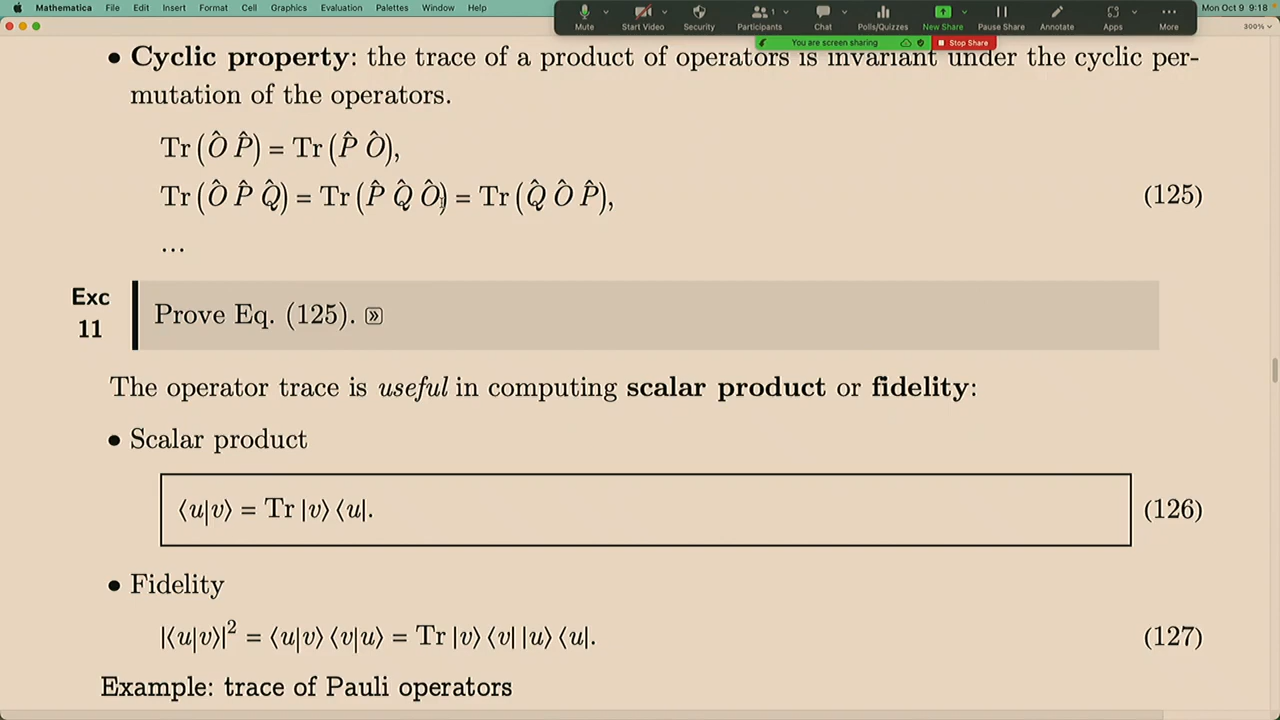 Mathematica File Edit Insert Format Cell Graphics Evaluation Palettes Window Help
Mon Oct 9 9:18
Mute Start Video Security Participants 1 Chat Polls/Quizzes New Share Pause Share Annotate Apps More
You are screen sharing Stop Share
300%
• Cyclic property: the trace of a product of operators is invariant under the cyclic per-
mutation of the operators.
Tr (Ô P̂) = Tr (P̂ Ô),
Tr (Ô P̂ Q̂) = Tr (P̂ Q̂ Ô) = Tr (Q̂ Ô P̂), (125)
...
Exc
11
Prove Eq. (125). »
The operator trace is useful in computing scalar product or fidelity:
• Scalar product
⟨u|v⟩ = Tr |v⟩ ⟨u|. (126)
• Fidelity
|⟨u|v⟩|² = ⟨u|v⟩ ⟨v|u⟩ = Tr |v⟩ ⟨v| |u⟩ ⟨u|. (127)
Example: trace of Pauli operators